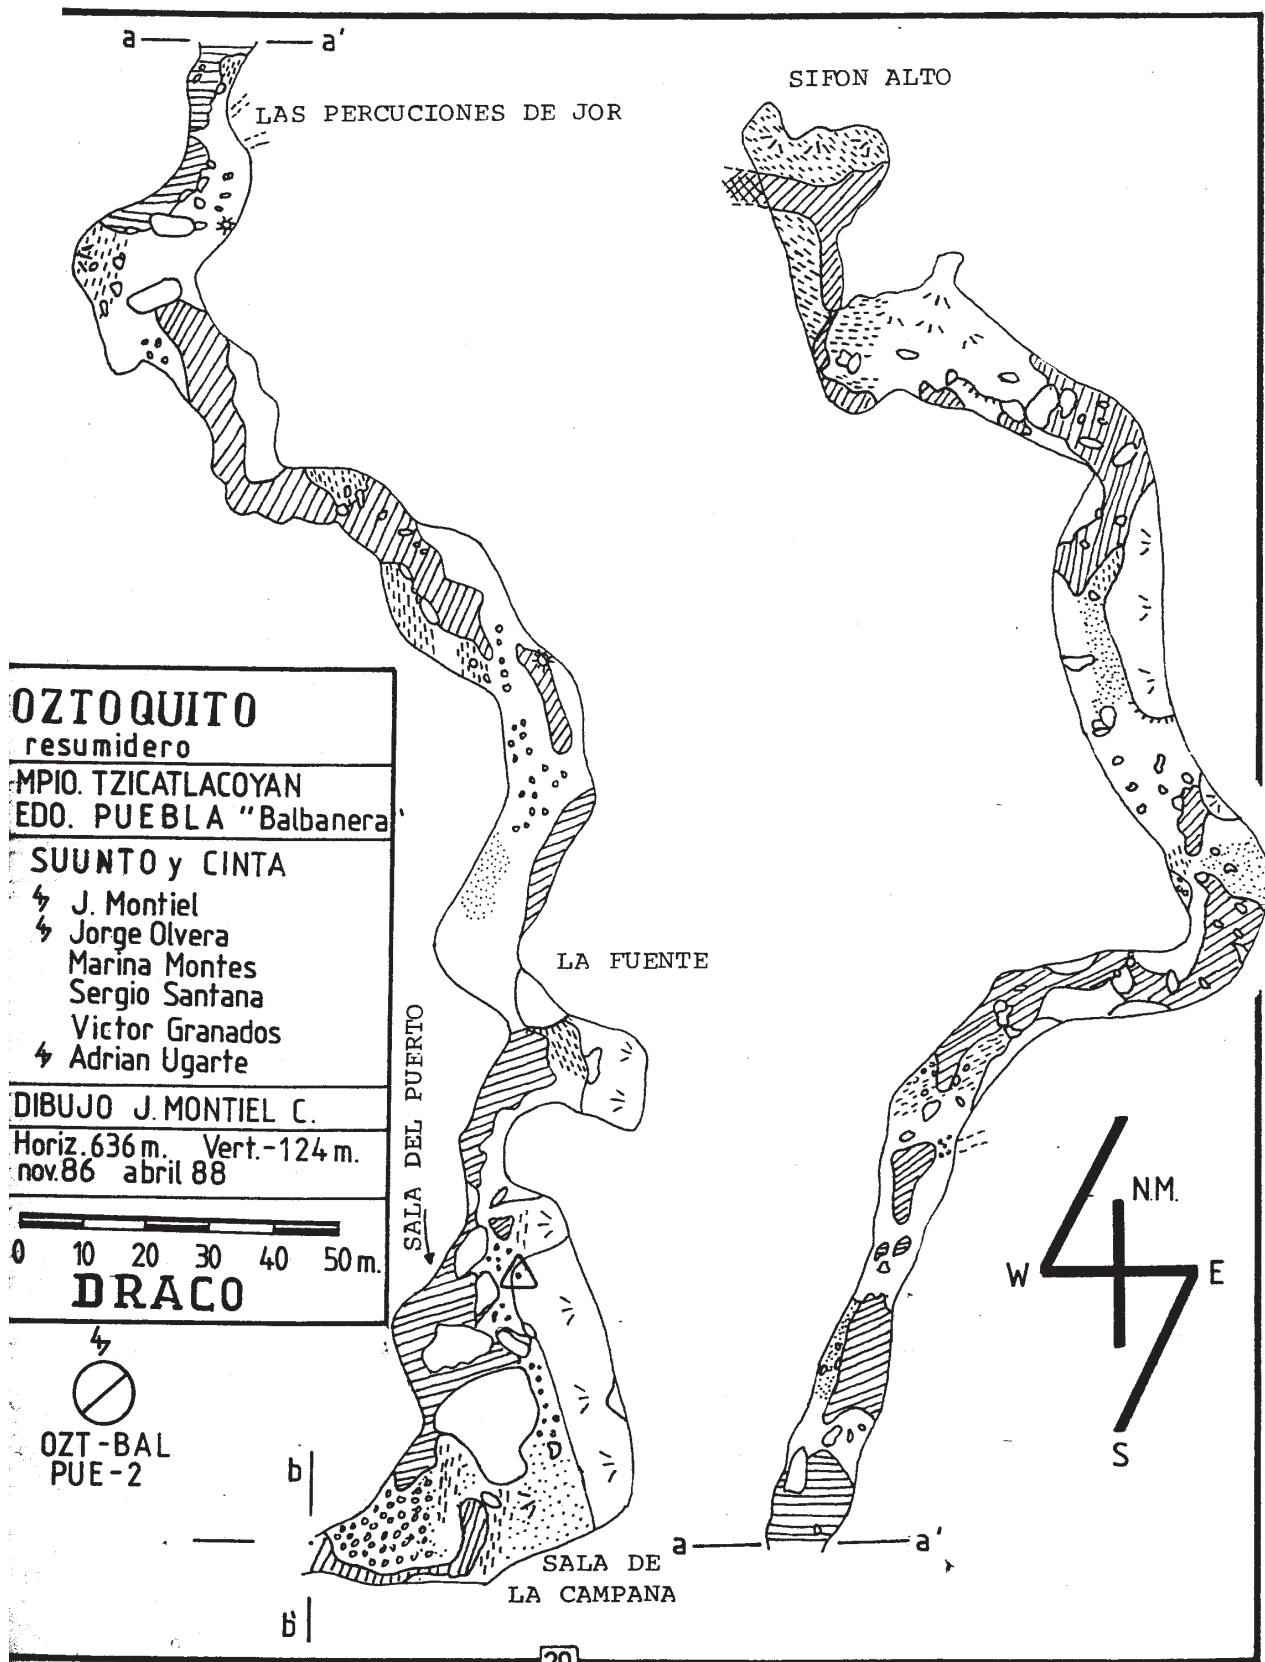 a a'
SIFON ALTO
LAS PERCUCIONES DE JOR
OZTOQUITO
resumidero
MPIO. TZICATLACOYAN
EDO. PUEBLA "Balbanera"
SUUNTO y CINTA
J. Montiel
Jorge Olvera
Marina Montes
Sergio Santana
Victor Granados
Adrian Ugarte
DIBUJO J. MONTIEL C.
Horiz. 636 m. Vert.-124 m.
nov.86 abril 88
0 10 20 30 40 50 m.
DRACO
OZT-BAL
PUE-2
LA FUENTE
SALA DEL PUERTO
N.M.
W E
S
b
b'
a a'
SALA DE
LA CAMPANA